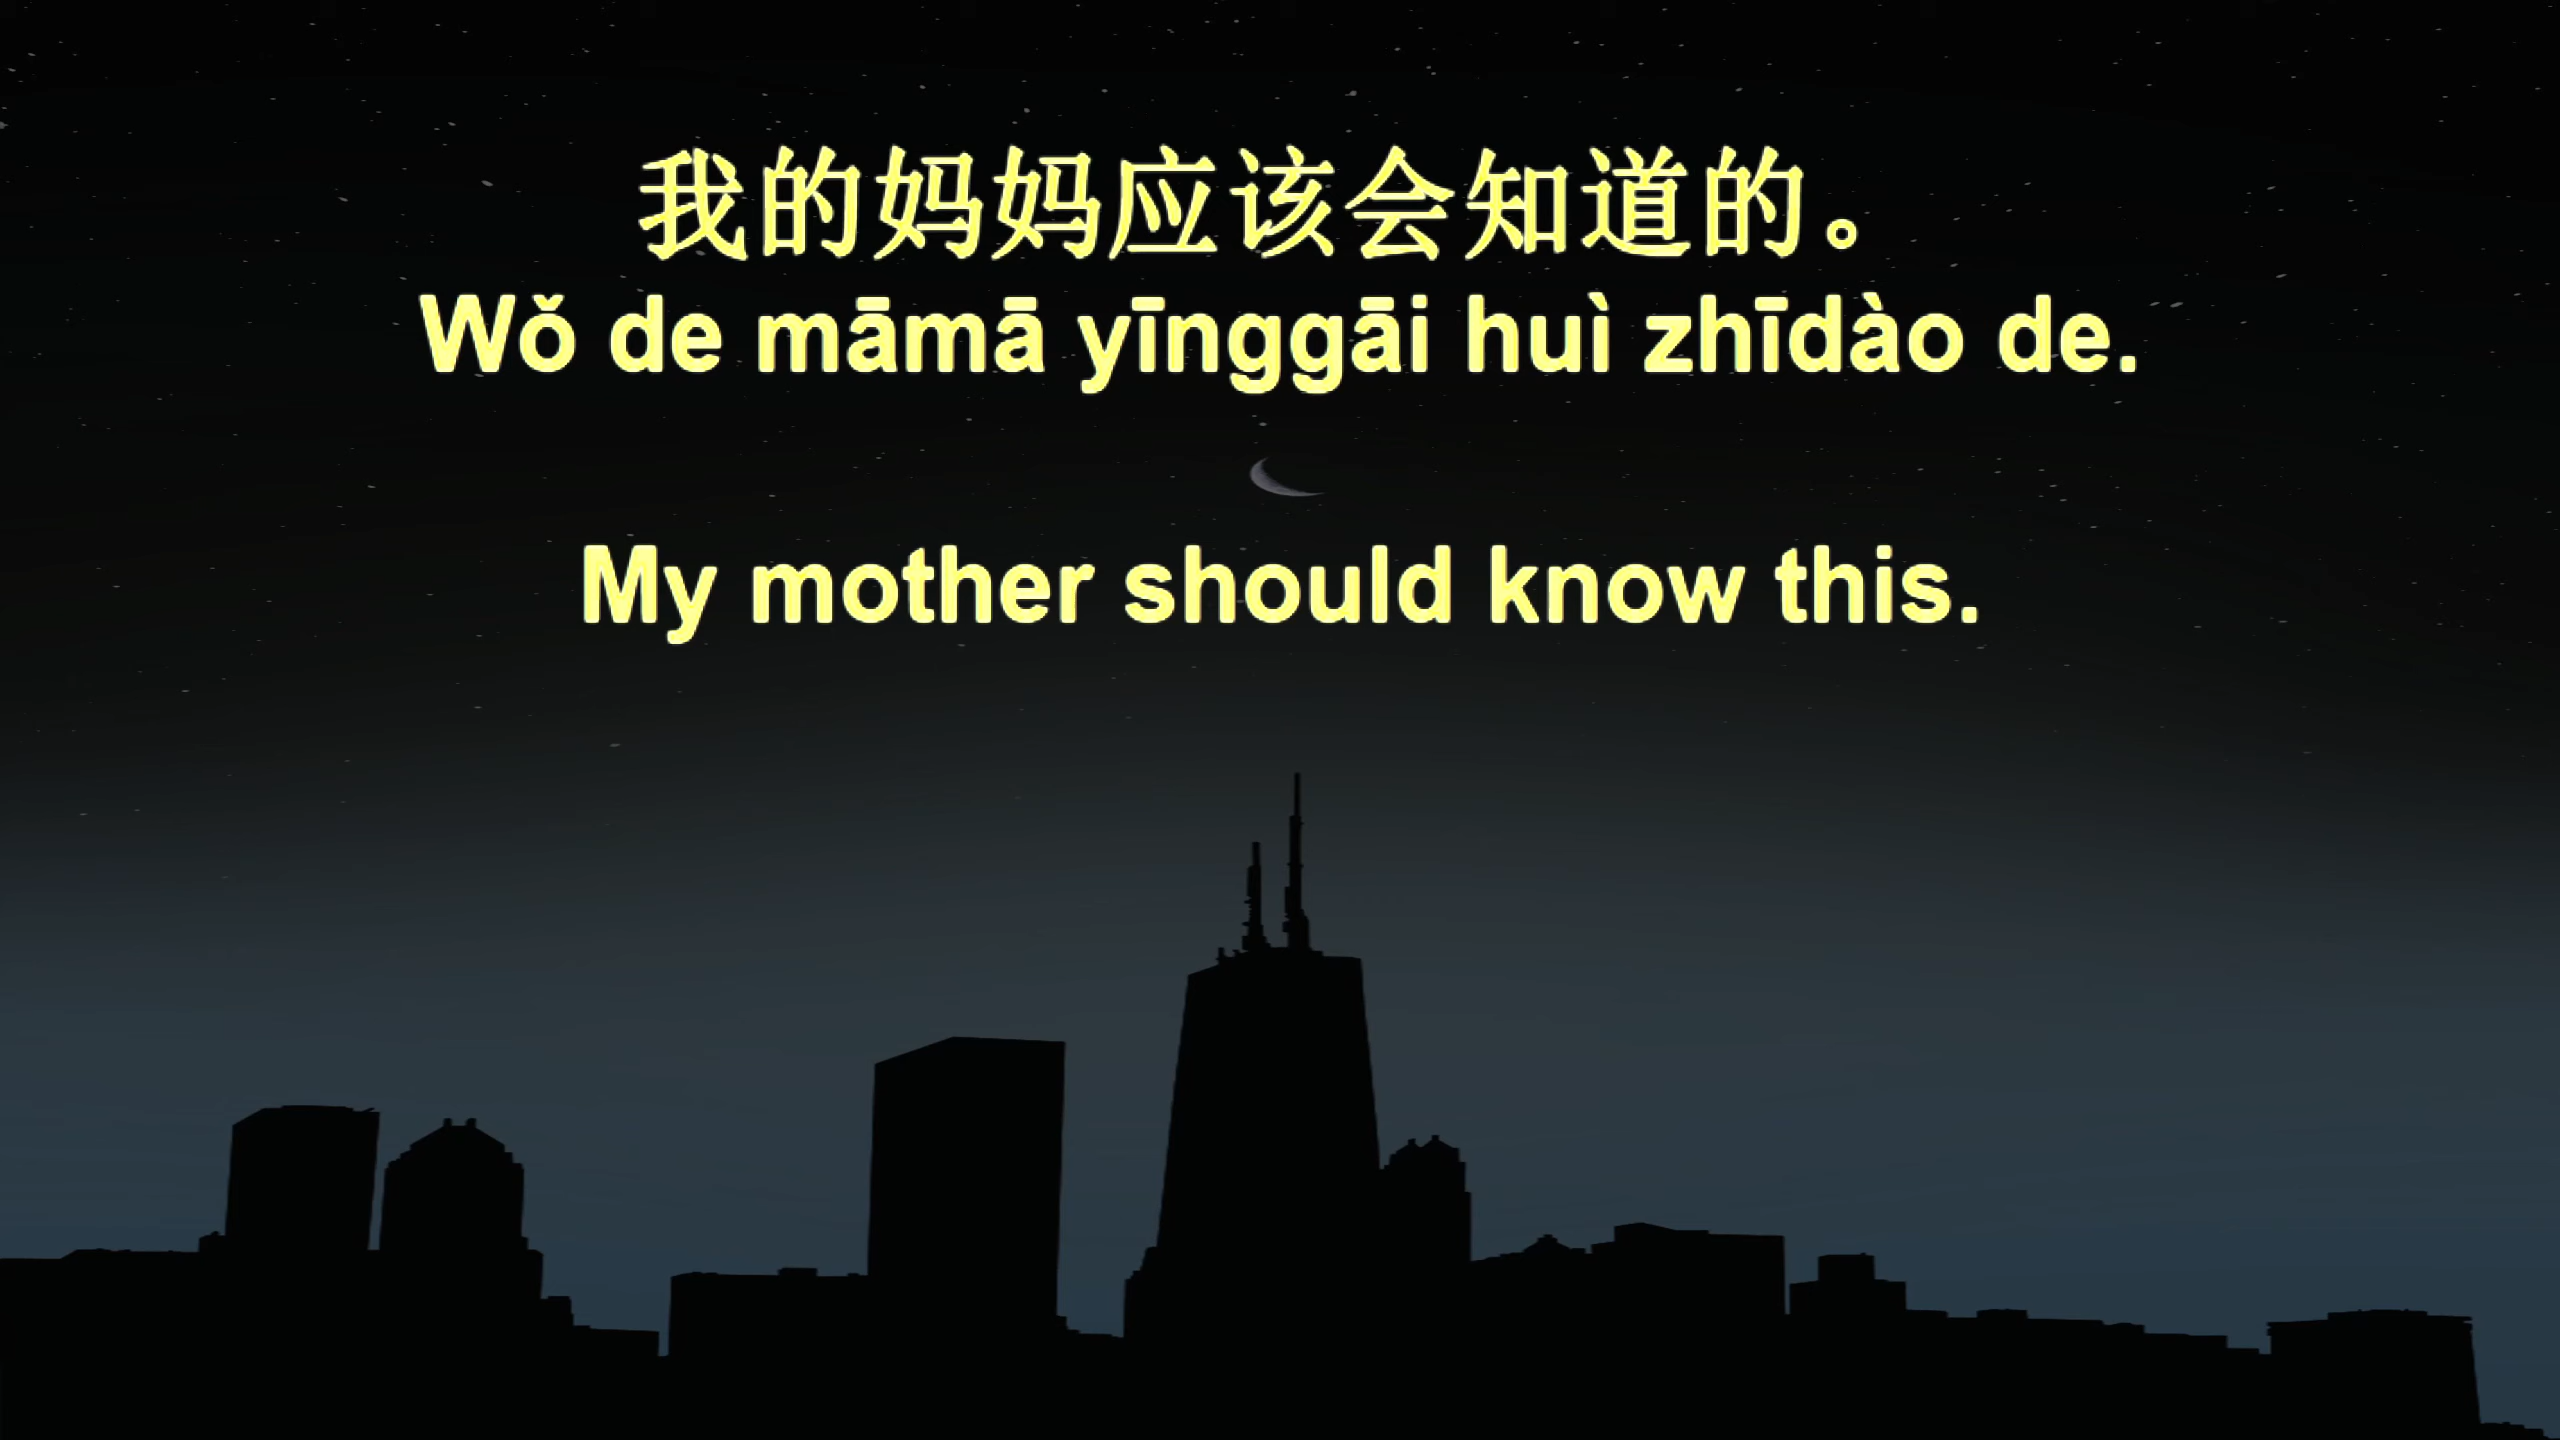 我的妈妈应该会知道的。
Wǒ de māmā yīnggāi huì zhīdào de.
My mother should know this.